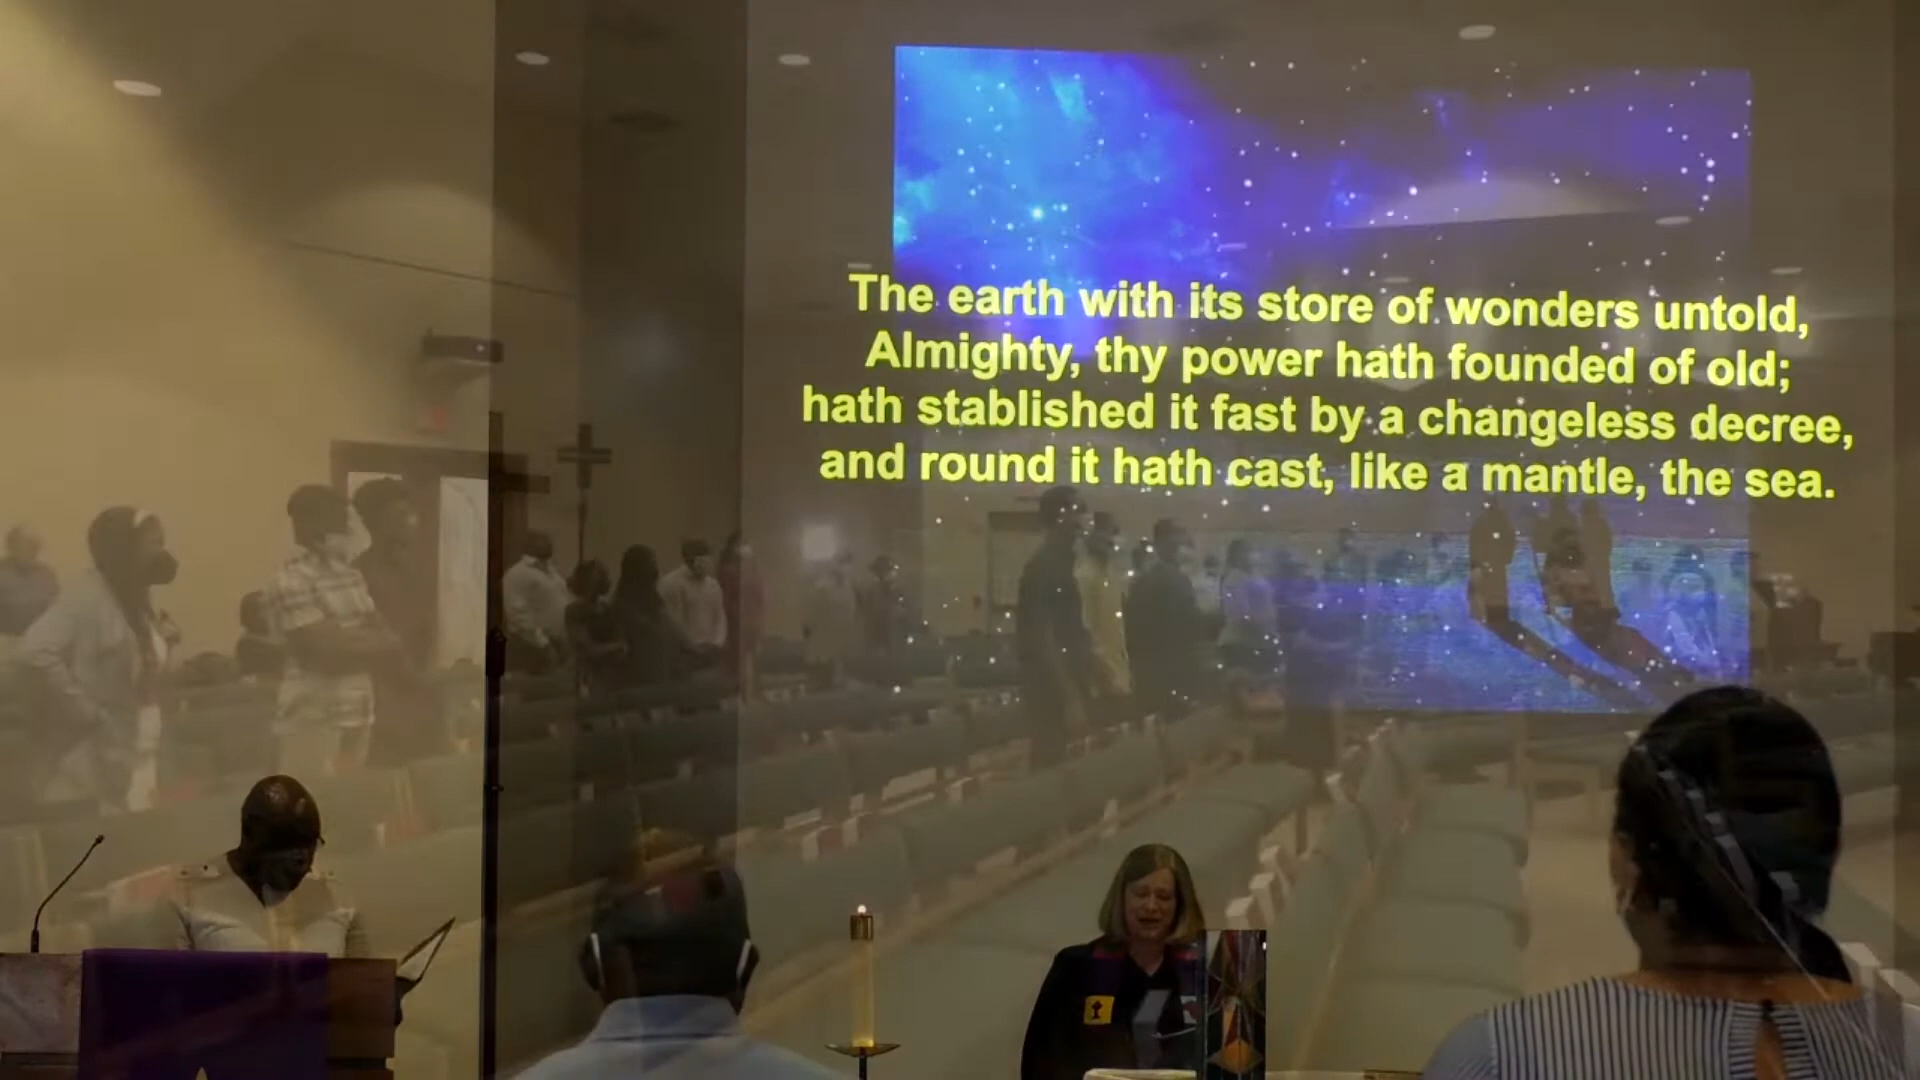 The earth with its store of wonders untold,
Almighty, thy power hath founded of old;
hath stablished it fast by a changeless decree,
and round it hath cast, like a mantle, the sea.